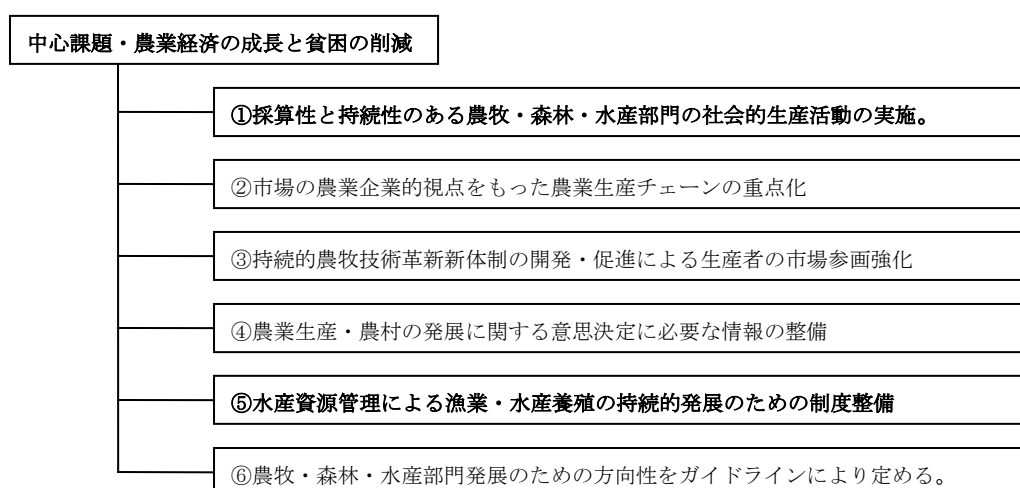 中心課題・農業経済の成長と貧困の削減
①採算性と持続性のある農牧・森林・水産部門の社会的生産活動の実施。
②市場の農業企業的視点をもった農業生産チェーンの重点化
③持続的農牧技術革新新体制の開発・促進による生産者の市場参画強化
④農業生産・農村の発展に関する意思決定に必要な情報の整備
⑤水産資源管理による漁業・水産養殖の持続的発展のための制度整備
⑥農牧・森林・水産部門発展のための方向性をガイドラインにより定める。